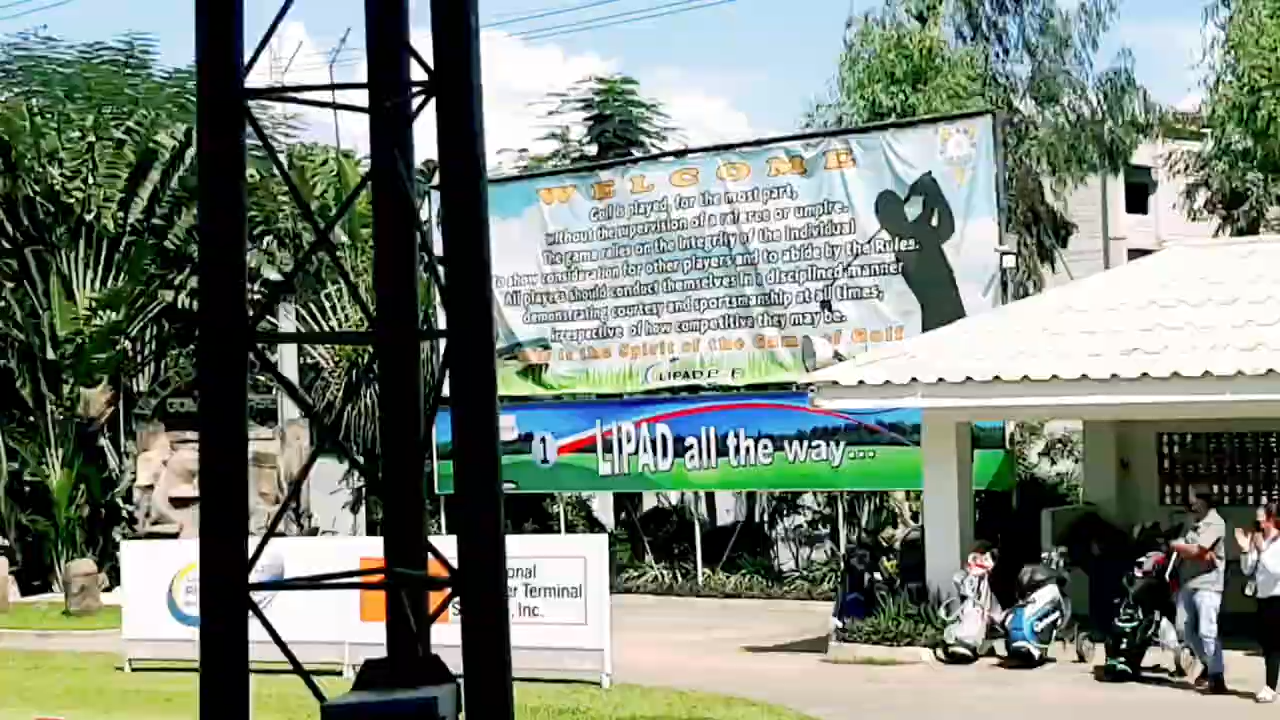 WELCOME
Golf is played, for the most part,
without the supervision of a referee or umpire.
The game relies on the integrity of the individual
to show consideration for other players and to abide by the Rules.
All players should conduct themselves in a disciplined manner
demonstrating courtesy and sportsmanship at all times,
irrespective of how competitive they may be.
is the Spirit of the Game of Golf
LIPAD
1 LIPAD all the way...
onal
er Terminal
S , Inc.